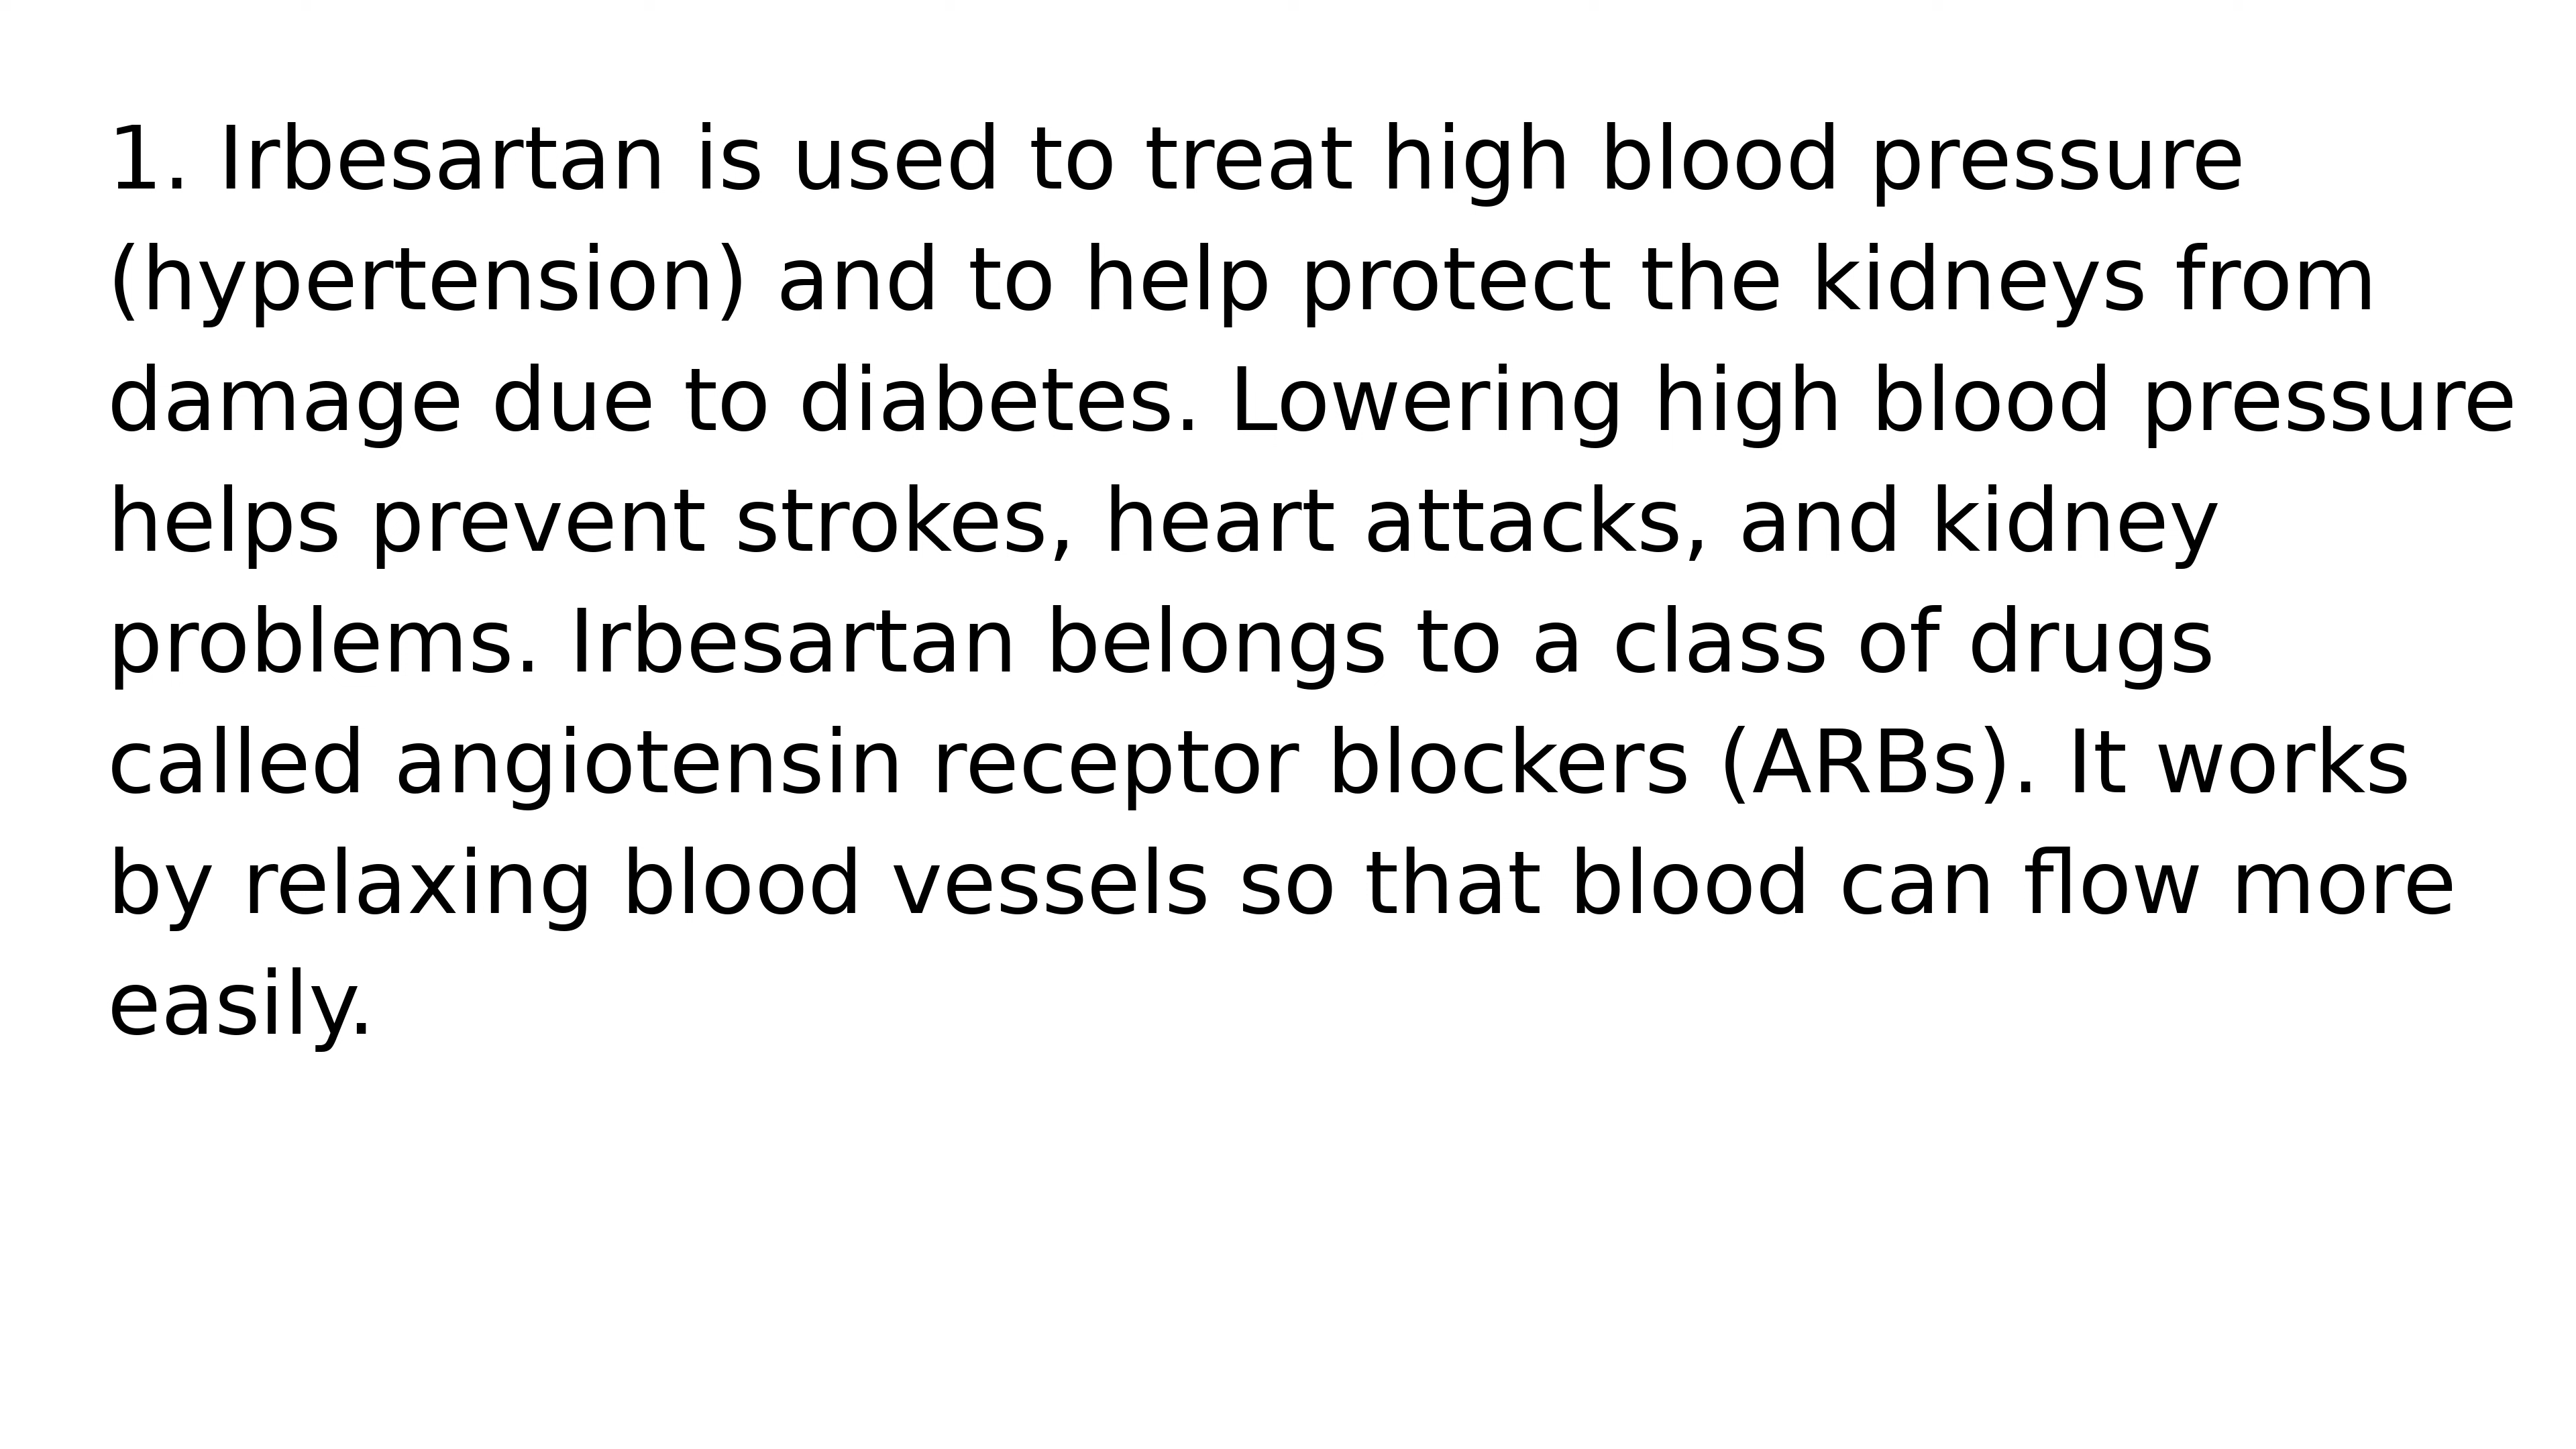 1. Irbesartan is used to treat high blood pressure
(hypertension) and to help protect the kidneys from
damage due to diabetes. Lowering high blood pressure
helps prevent strokes, heart attacks, and kidney
problems. Irbesartan belongs to a class of drugs
called angiotensin receptor blockers (ARBs). It works
by relaxing blood vessels so that blood can flow more
easily.